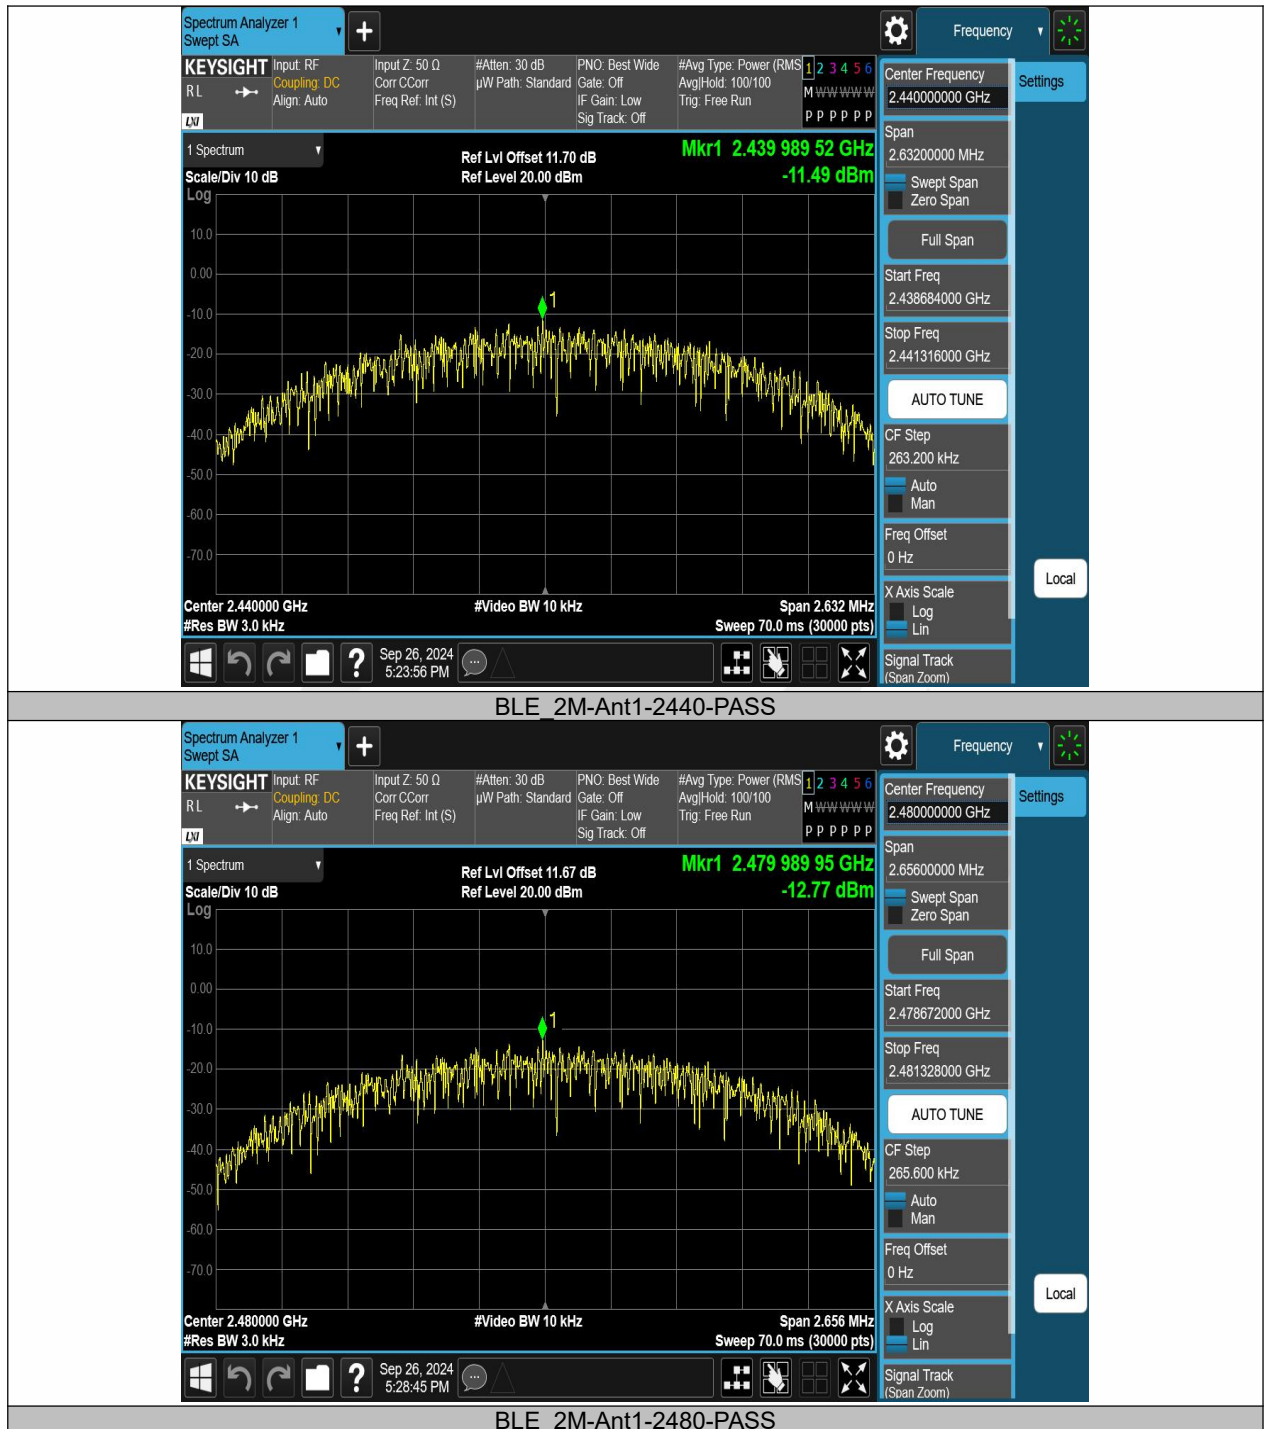 Spectrum Analyzer 1
Swept SA
Frequency
KEYSIGHT
R L
LXI
Input: RF
Coupling: DC
Align: Auto
Input Z: 50 Ω
Corr CCorr
Freq Ref: Int (S)
#Atten: 30 dB
µW Path: Standard
PNO: Best Wide
Gate: Off
IF Gain: Low
Sig Track: Off
#Avg Type: Power (RMS
Avg|Hold: 100/100
Trig: Free Run
1 2 3 4 5 6
M W W W W W
P P P P P P
1 Spectrum
Scale/Div 10 dB
Log
Ref Lvl Offset 11.70 dB
Ref Level 20.00 dBm
Mkr1 2.439 989 52 GHz
-11.49 dBm
1
10.0
0.00
-10.0
-20.0
-30.0
-40.0
-50.0
-60.0
-70.0
Center 2.440000 GHz
#Res BW 3.0 kHz
#Video BW 10 kHz
Span 2.632 MHz
Sweep 70.0 ms (30000 pts)
?
Sep 26, 2024
5:23:56 PM
Center Frequency
2.440000000 GHz
Span
2.63200000 MHz
Swept Span
Zero Span
Full Span
Start Freq
2.438684000 GHz
Stop Freq
2.441316000 GHz
AUTO TUNE
CF Step
263.200 kHz
Auto
Man
Freq Offset
0 Hz
X Axis Scale
Log
Lin
Signal Track
(Span Zoom)
Settings
Local
BLE_2M-Ant1-2440-PASS
Spectrum Analyzer 1
Swept SA
Frequency
KEYSIGHT
R L
LXI
Input: RF
Coupling: DC
Align: Auto
Input Z: 50 Ω
Corr CCorr
Freq Ref: Int (S)
#Atten: 30 dB
µW Path: Standard
PNO: Best Wide
Gate: Off
IF Gain: Low
Sig Track: Off
#Avg Type: Power (RMS
Avg|Hold: 100/100
Trig: Free Run
1 2 3 4 5 6
M W W W W W
P P P P P P
1 Spectrum
Scale/Div 10 dB
Log
Ref Lvl Offset 11.67 dB
Ref Level 20.00 dBm
Mkr1 2.479 989 95 GHz
-12.77 dBm
1
10.0
0.00
-10.0
-20.0
-30.0
-40.0
-50.0
-60.0
-70.0
Center 2.480000 GHz
#Res BW 3.0 kHz
#Video BW 10 kHz
Span 2.656 MHz
Sweep 70.0 ms (30000 pts)
?
Sep 26, 2024
5:28:45 PM
Center Frequency
2.480000000 GHz
Span
2.65600000 MHz
Swept Span
Zero Span
Full Span
Start Freq
2.478672000 GHz
Stop Freq
2.481328000 GHz
AUTO TUNE
CF Step
265.600 kHz
Auto
Man
Freq Offset
0 Hz
X Axis Scale
Log
Lin
Signal Track
(Span Zoom)
Settings
Local
BLE_2M-Ant1-2480-PASS